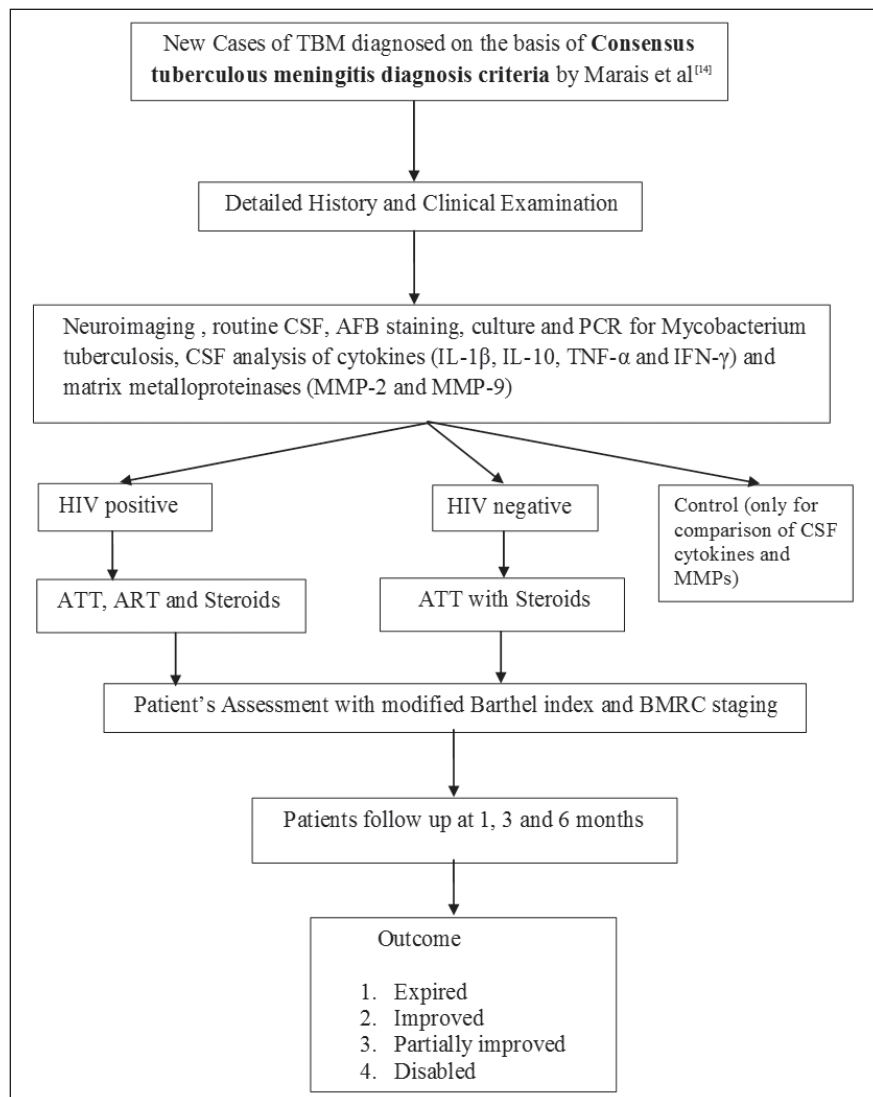 New Cases of TBM diagnosed on the basis of Consensus
tuberculous meningitis diagnosis criteria by Marais et al[14]
Detailed History and Clinical Examination
Neuroimaging , routine CSF, AFB staining, culture and PCR for Mycobacterium
tuberculosis, CSF analysis of cytokines (IL-1β, IL-10, TNF-α and IFN-γ) and
matrix metalloproteinases (MMP-2 and MMP-9)
HIV positive
HIV negative
Control (only for
comparison of CSF
cytokines and
MMPs)
ATT, ART and Steroids
ATT with Steroids
Patient’s Assessment with modified Barthel index and BMRC staging
Patients follow up at 1, 3 and 6 months
Outcome
1. Expired
2. Improved
3. Partially improved
4. Disabled